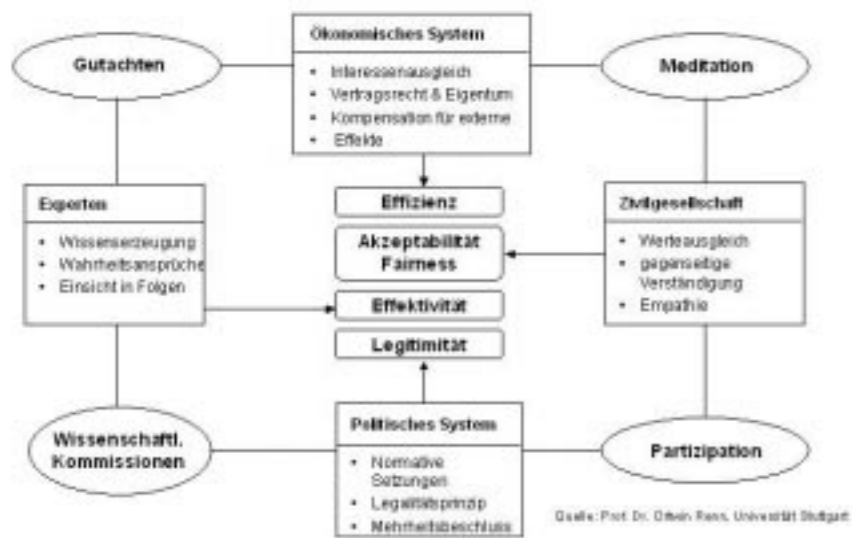 Ökonomisches System
• Interessenausgleich
• Vertragsrecht & Eigentum
• Kompensation für externe
• Effekte
Gutachten
Meditation
Experten
• Wissenserzeugung
• Wahrheitsansprüche
• Einsicht in Folgen
Effizienz
Akzeptabilität
Fairness
Effektivität
Legitimität
Zivilgesellschaft
• Werteausgleich
• gegenseitige
Verständigung
• Empathie
Wissenschaftl.
Kommissionen
Politisches System
• Normative
Setzungen
• Legalitätsprinzip
• Mehrheitsbeschluss
Partizipation
Quelle: Prof. Dr. Ortwin Renn, Universität Stuttgart